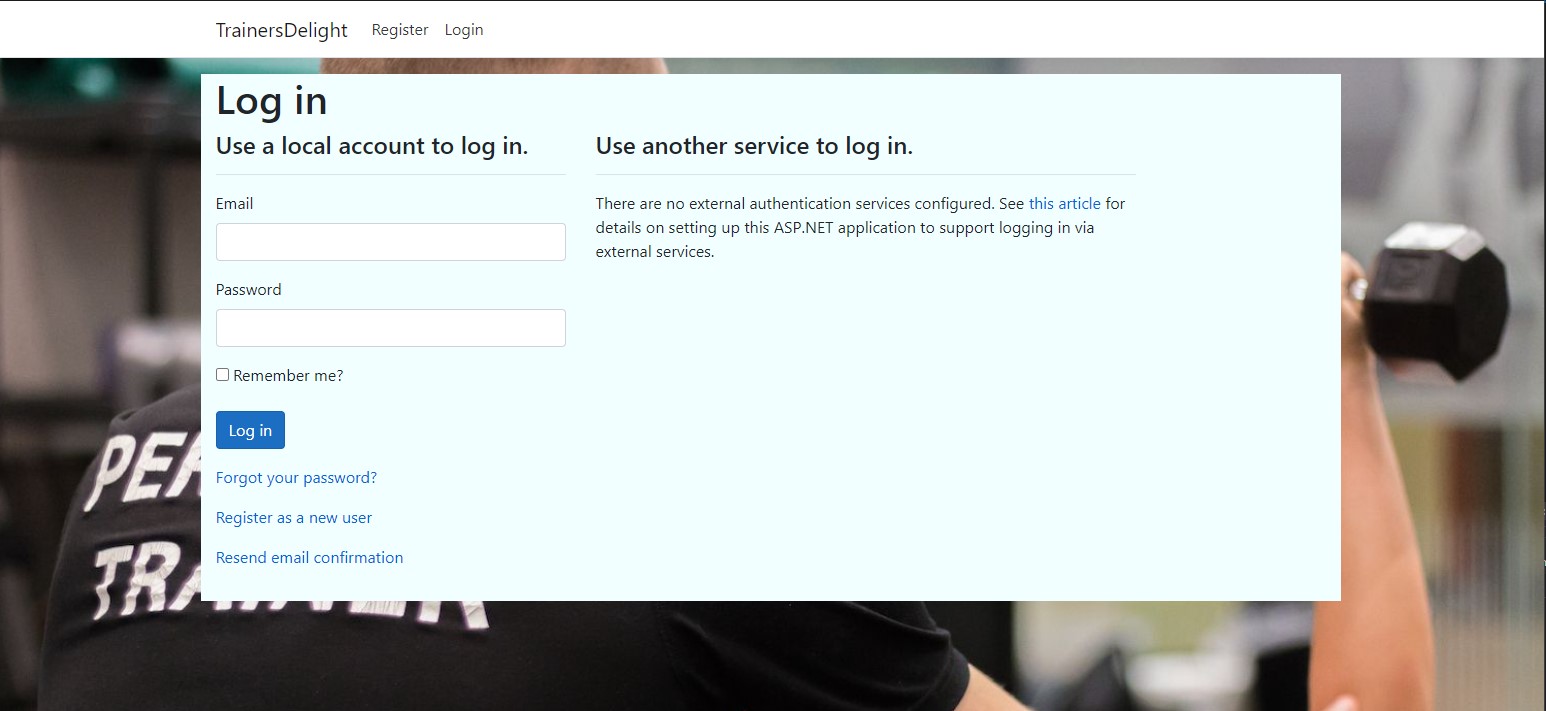 TrainersDelight Register Login
Log in
Use a local account to log in.
Email
Password
Remember me?
Log in
Forgot your password?
Register as a new user
Resend email confirmation
Use another service to log in.
There are no external authentication services configured. See this article for
details on setting up this ASP.NET application to support logging in via
external services.